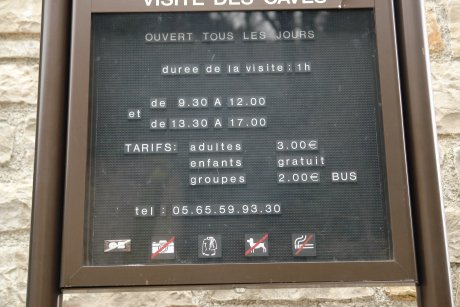 VISITE DES CAVES
OUVERT TOUS LES JOURS
duree de la visite : 1h
de 9.30 A 12.00
et
de 13.30 A 17.00
TARIFS: adultes 3.00€
enfants gratuit
groupes 2.00€ BUS
tel : 05.65.59.93.30